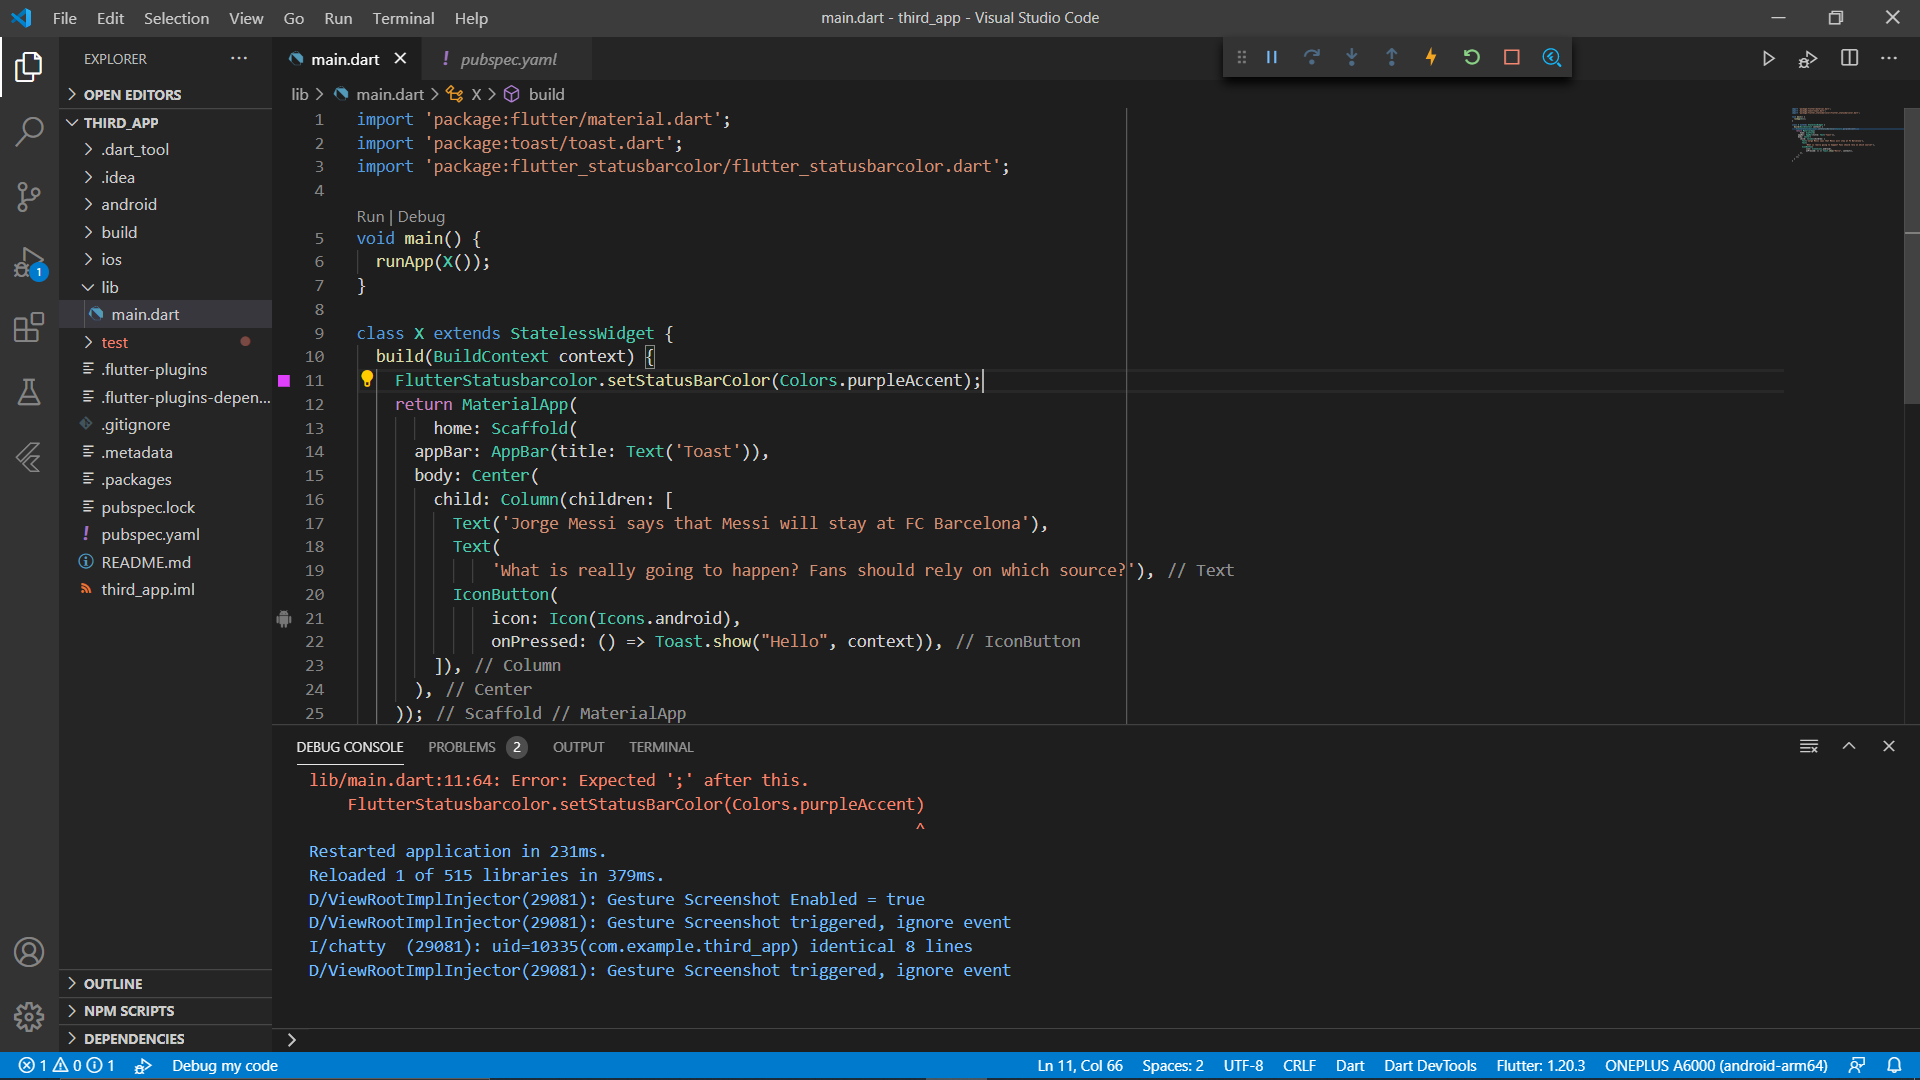 File Edit Selection View Go Run Terminal Help
main.dart - third_app - Visual Studio Code
EXPLORER
OPEN EDITORS
THIRD_APP
.dart_tool
.idea
android
build
ios
lib
main.dart
test
.flutter-plugins
.flutter-plugins-depen...
.gitignore
.metadata
.packages
pubspec.lock
pubspec.yaml
README.md
third_app.iml
OUTLINE
NPM SCRIPTS
DEPENDENCIES
main.dart
! pubspec.yaml
lib > main.dart > X > build
1 import 'package:flutter/material.dart';
2 import 'package:toast/toast.dart';
3 import 'package:flutter_statusbarcolor/flutter_statusbarcolor.dart';
4
Run | Debug
5 void main() {
6 runApp(X());
7 }
8
9 class X extends StatelessWidget {
10 build(BuildContext context) {
11 FlutterStatusbarcolor.setStatusBarColor(Colors.purpleAccent);
12 return MaterialApp(
13 home: Scaffold(
14 appBar: AppBar(title: Text('Toast')),
15 body: Center(
16 child: Column(children: [
17 Text('Jorge Messi says that Messi will stay at FC Barcelona'),
18 Text(
19 'What is really going to happen? Fans should rely on which source?'), // Text
20 IconButton(
21 icon: Icon(Icons.android),
22 onPressed: () => Toast.show("Hello", context)), // IconButton
23 ]), // Column
24 ), // Center
25 )); // Scaffold // MaterialApp
DEBUG CONSOLE PROBLEMS 2 OUTPUT TERMINAL
lib/main.dart:11:64: Error: Expected ';' after this.
FlutterStatusbarcolor.setStatusBarColor(Colors.purpleAccent)
^
Restarted application in 231ms.
Reloaded 1 of 515 libraries in 379ms.
D/ViewRootImplInjector(29081): Gesture Screenshot Enabled = true
D/ViewRootImplInjector(29081): Gesture Screenshot triggered, ignore event
I/chatty  (29081): uid=10335(com.example.third_app) identical 8 lines
D/ViewRootImplInjector(29081): Gesture Screenshot triggered, ignore event
>
1
1 0 1 Debug my code
Ln 11, Col 66 Spaces: 2 UTF-8 CRLF Dart Dart DevTools Flutter: 1.20.3 ONEPLUS A6000 (android-arm64)